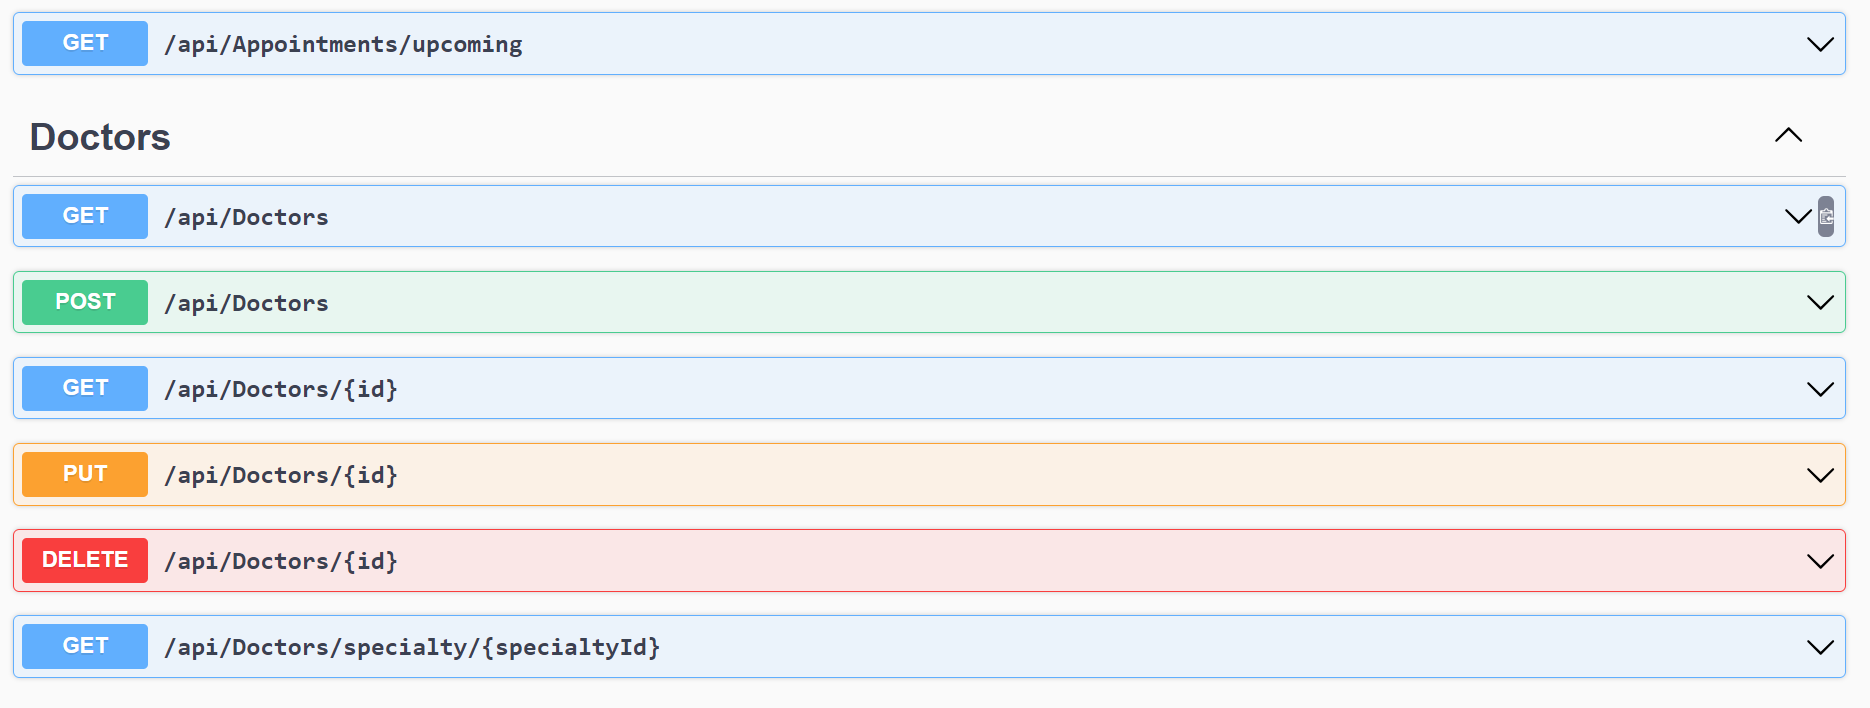 GET /api/Appointments/upcoming
Doctors
GET /api/Doctors
POST /api/Doctors
GET /api/Doctors/{id}
PUT /api/Doctors/{id}
DELETE /api/Doctors/{id}
GET /api/Doctors/specialty/{specialtyId}